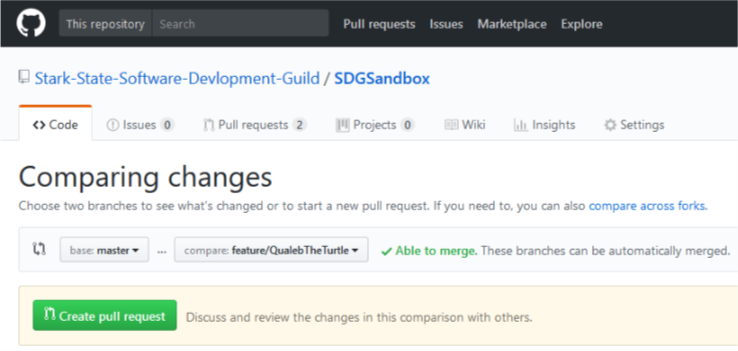 This repository Search Pull requests Issues Marketplace Explore
Stark-State-Software-Devlopment-Guild / SDGSandbox
Code Issues 0 Pull requests 2 Projects 0 Wiki Insights Settings
Comparing changes
Choose two branches to see what's changed or to start a new pull request. If you need to, you can also compare across forks.
base: master ... compare: feature/QualebTheTurtle Able to merge. These branches can be automatically merged.
Create pull request Discuss and review the changes in this comparison with others.